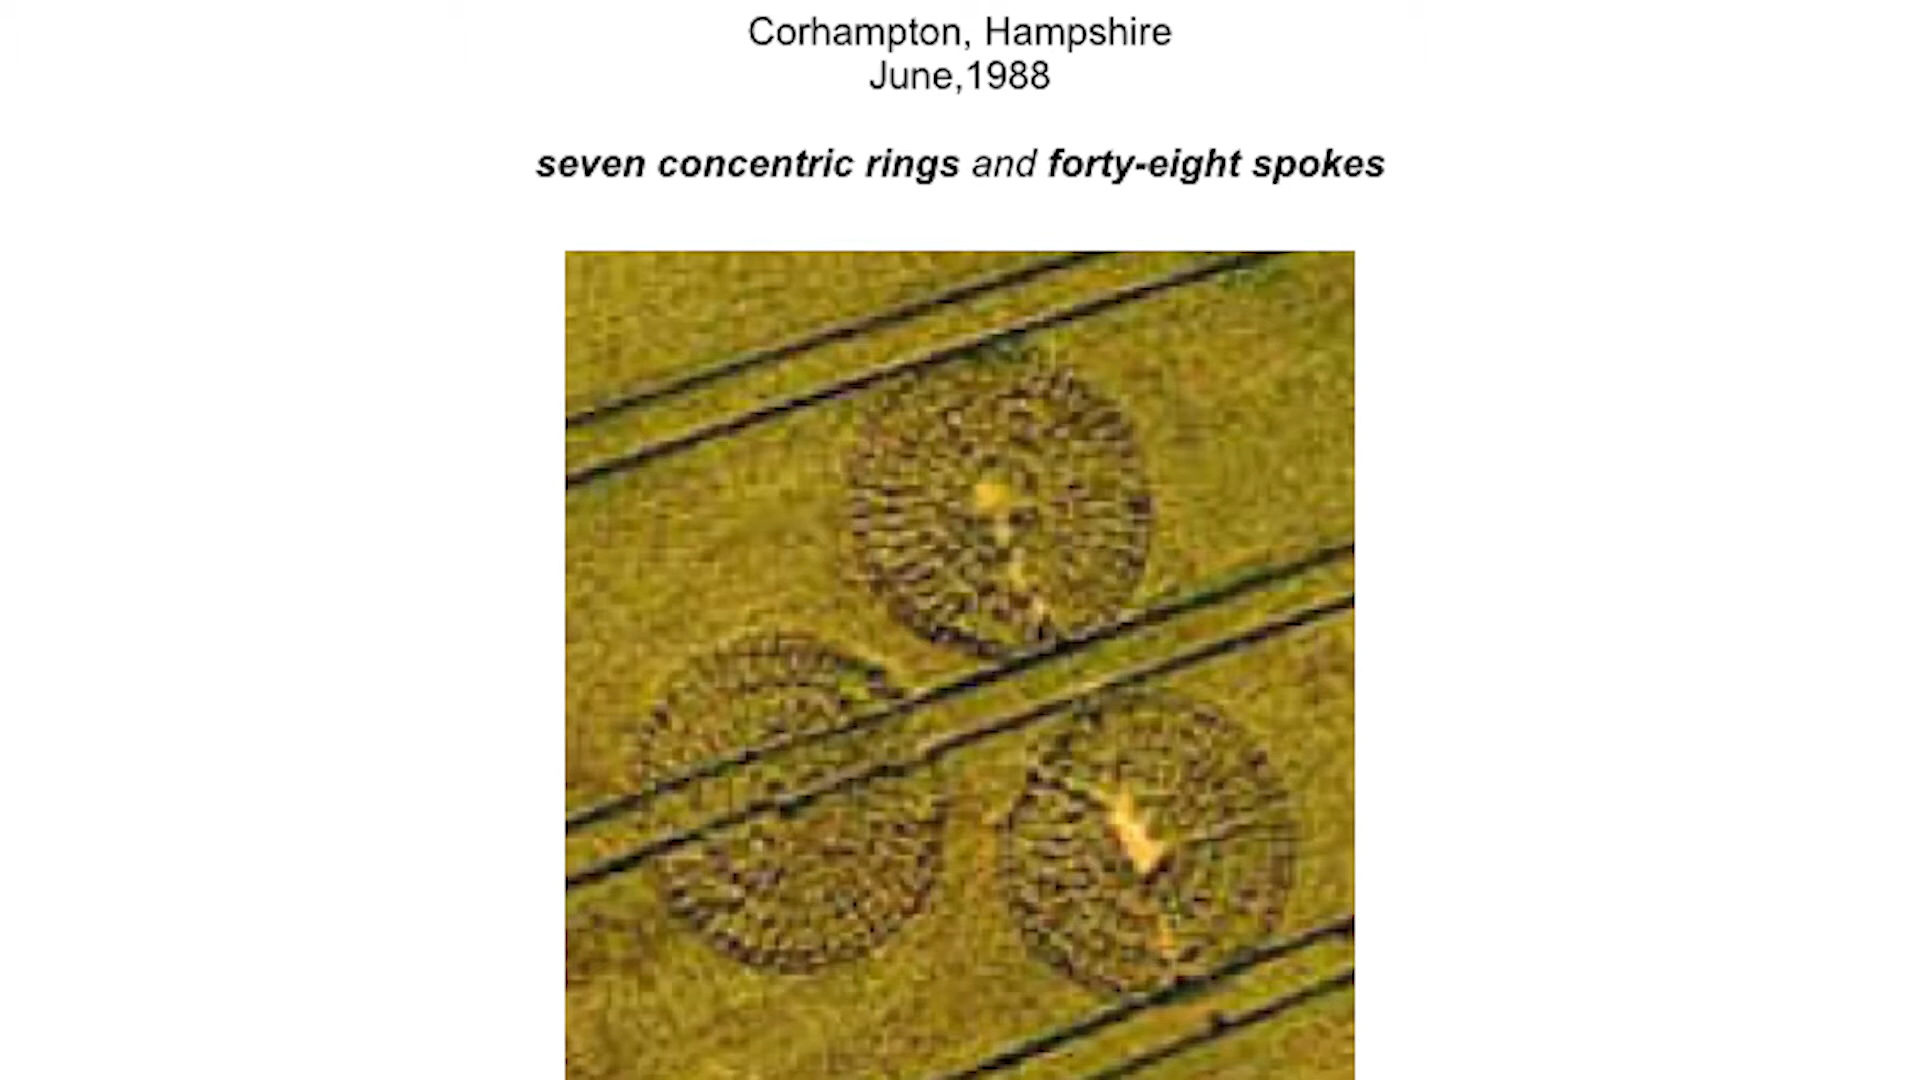 Corhampton, Hampshire
June,1988
seven concentric rings and forty-eight spokes